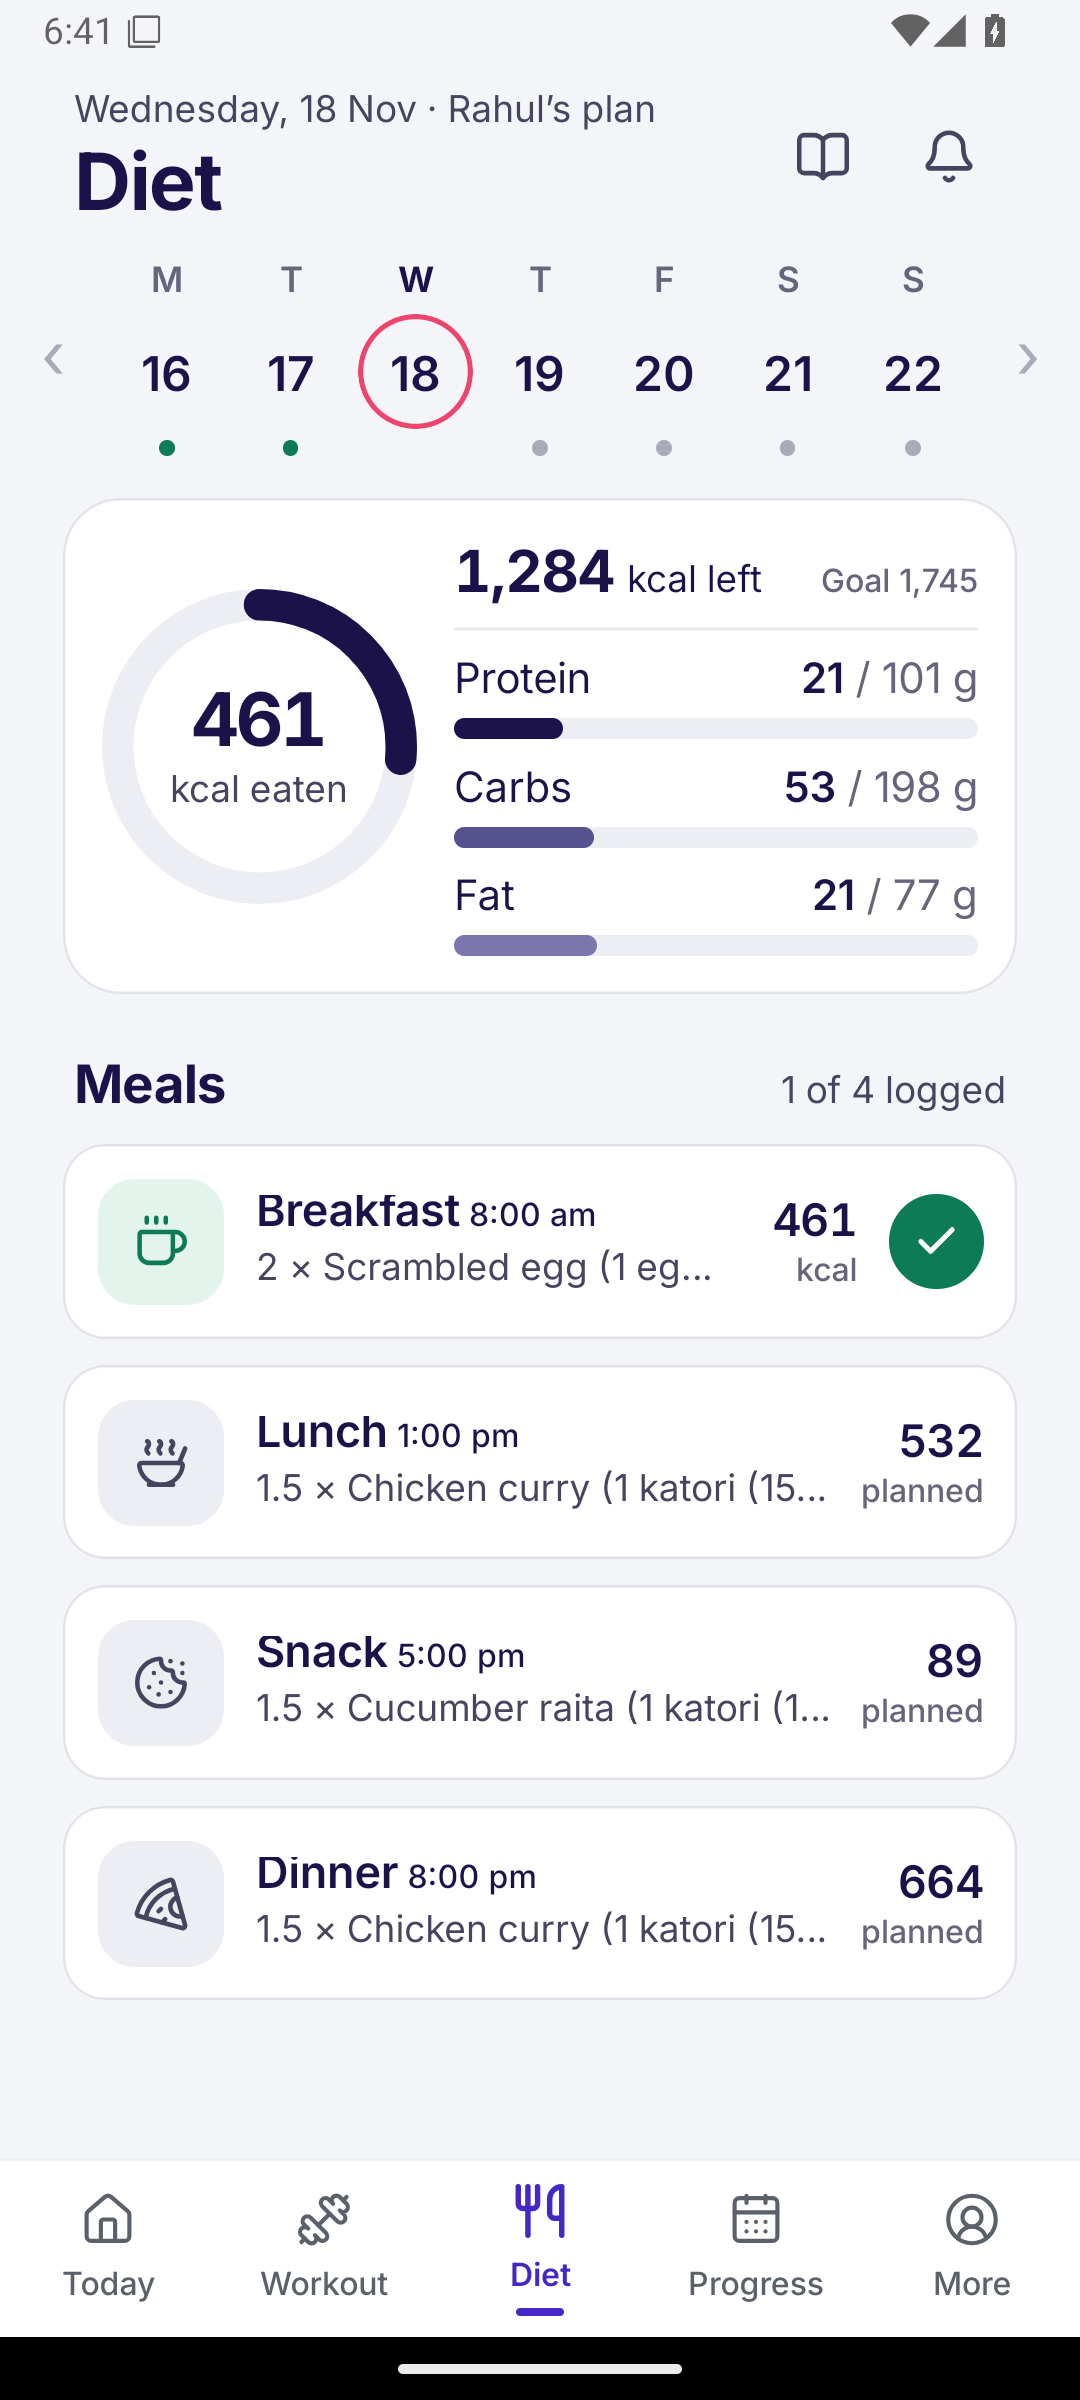 6:41
Wednesday, 18 Nov · Rahul’s plan
Diet
M T W T F S S
16 17 18 19 20 21 22
1,284 kcal left Goal 1,745
461
kcal eaten
Protein 21 / 101 g
Carbs 53 / 198 g
Fat 21 / 77 g
Meals 1 of 4 logged
Breakfast 8:00 am 461
2 × Scrambled egg (1 eg... kcal
Lunch 1:00 pm 532
1.5 × Chicken curry (1 katori (15... planned
Snack 5:00 pm 89
1.5 × Cucumber raita (1 katori (1... planned
Dinner 8:00 pm 664
1.5 × Chicken curry (1 katori (15... planned
Today Workout Diet Progress More